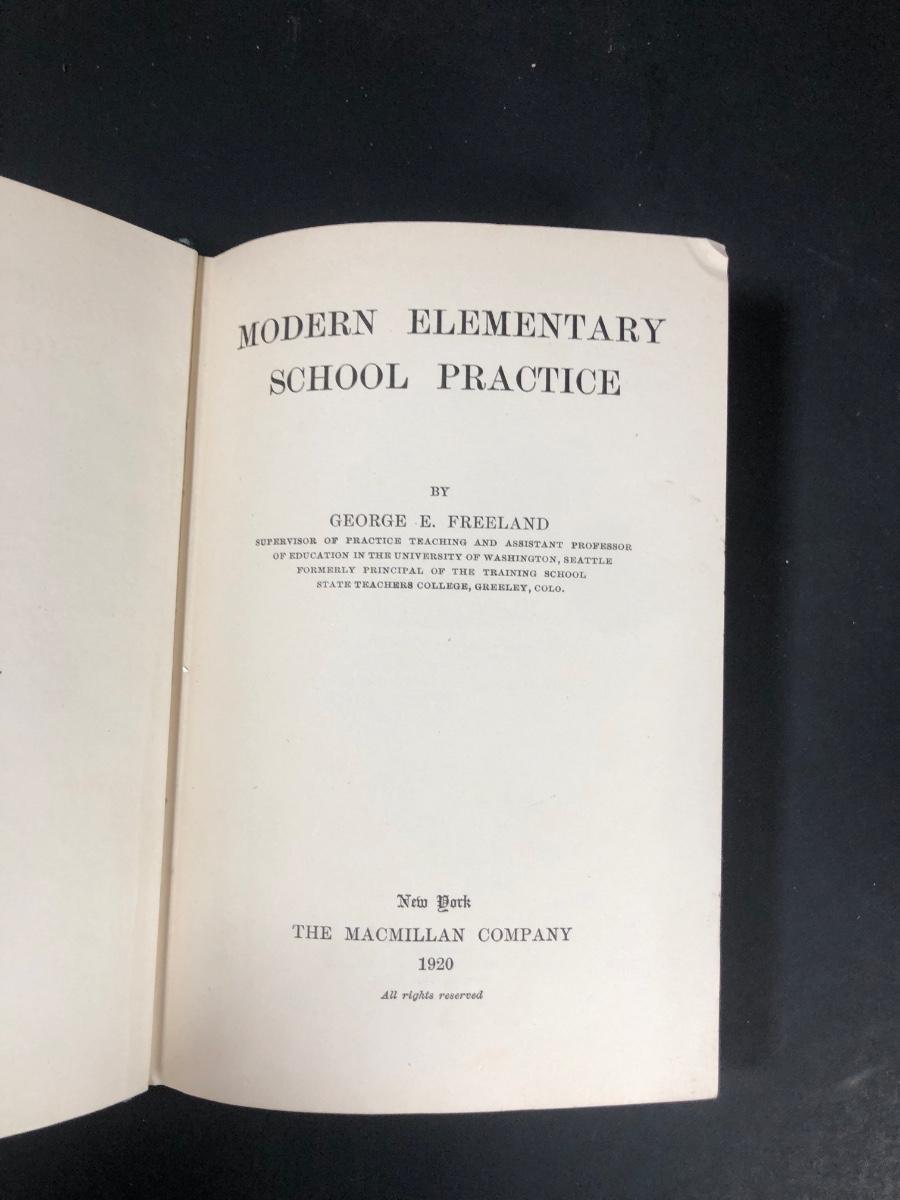 MODERN ELEMENTARY
SCHOOL PRACTICE
BY
GEORGE E. FREELAND
SUPERVISOR OF PRACTICE TEACHING AND ASSISTANT PROFESSOR
OF EDUCATION IN THE UNIVERSITY OF WASHINGTON, SEATTLE
FORMERLY PRINCIPAL OF THE TRAINING SCHOOL
STATE TEACHERS COLLEGE, GREELEY, COLO.
New York
THE MACMILLAN COMPANY
1920
All rights reserved